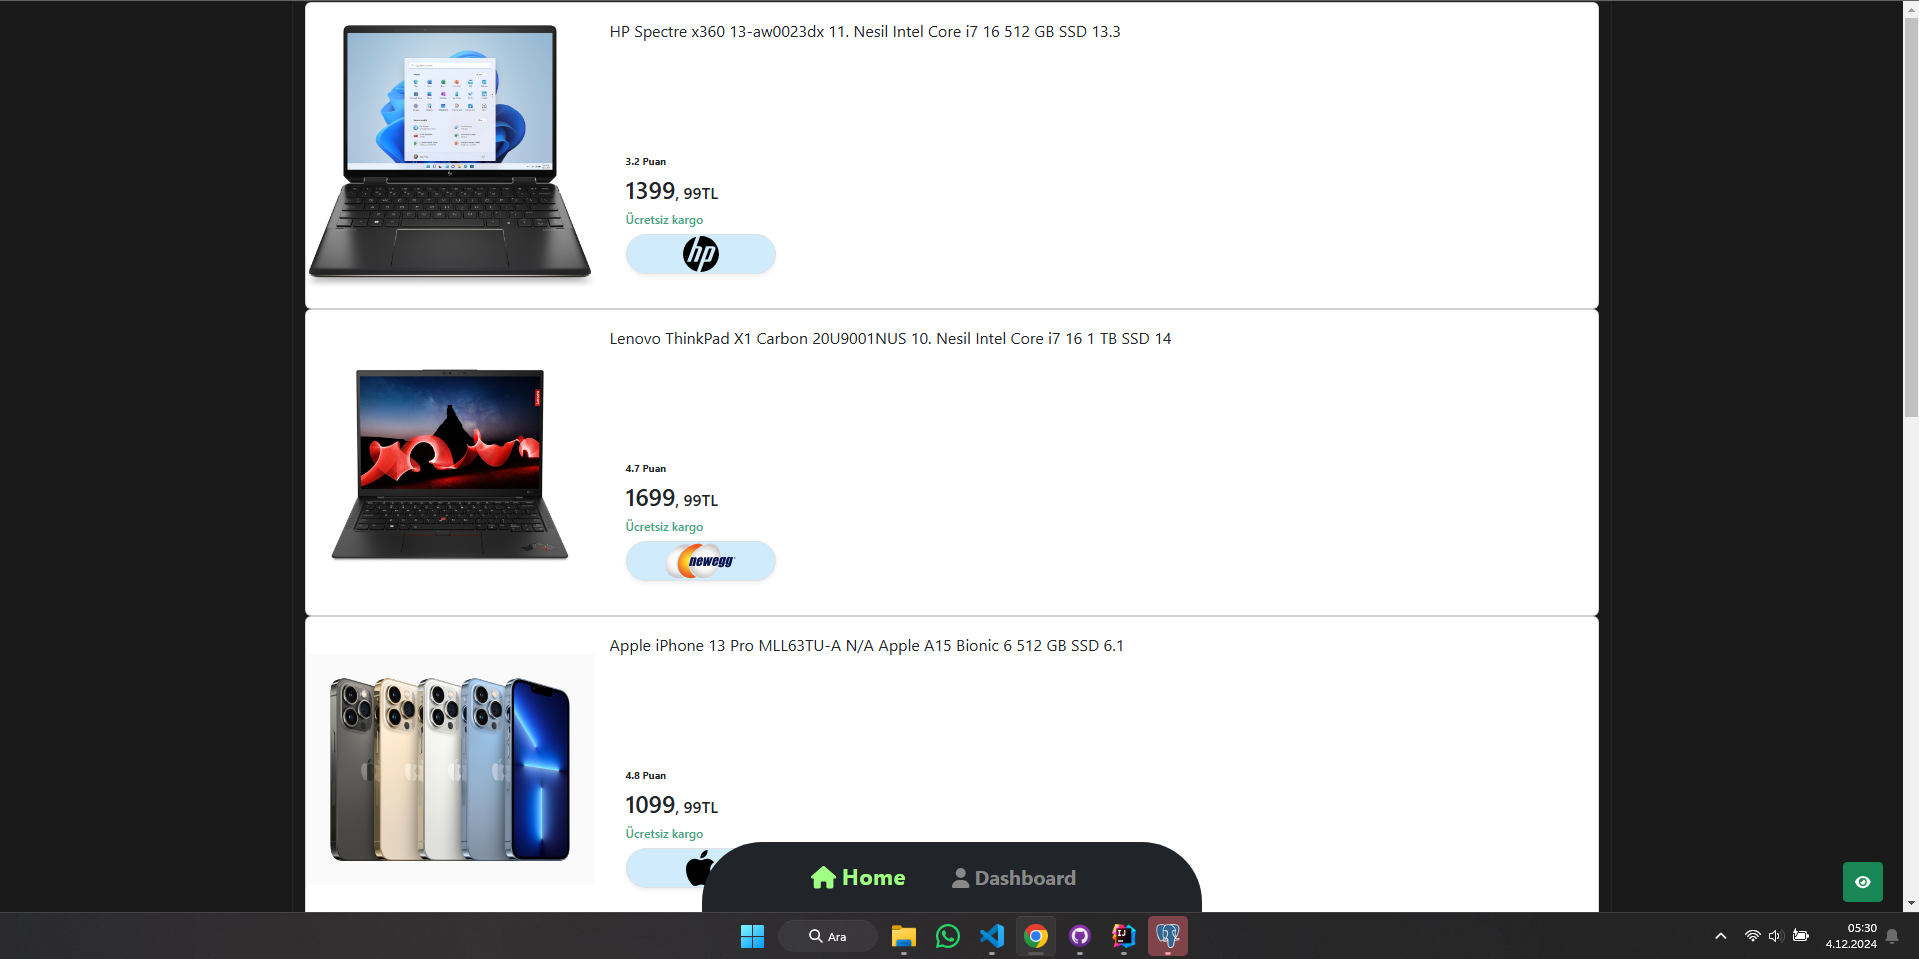 HP Spectre x360 13-aw0023dx 11. Nesil Intel Core i7 16 512 GB SSD 13.3
3.2 Puan
1399, 99TL
Ücretsiz kargo
hp
Lenovo ThinkPad X1 Carbon 20U9001NUS 10. Nesil Intel Core i7 16 1 TB SSD 14
4.7 Puan
1699, 99TL
Ücretsiz kargo
newegg
Apple iPhone 13 Pro MLL63TU-A N/A Apple A15 Bionic 6 512 GB SSD 6.1
4.8 Puan
1099, 99TL
Ücretsiz kargo
Home
Dashboard
Ara
05:30
4.12.2024